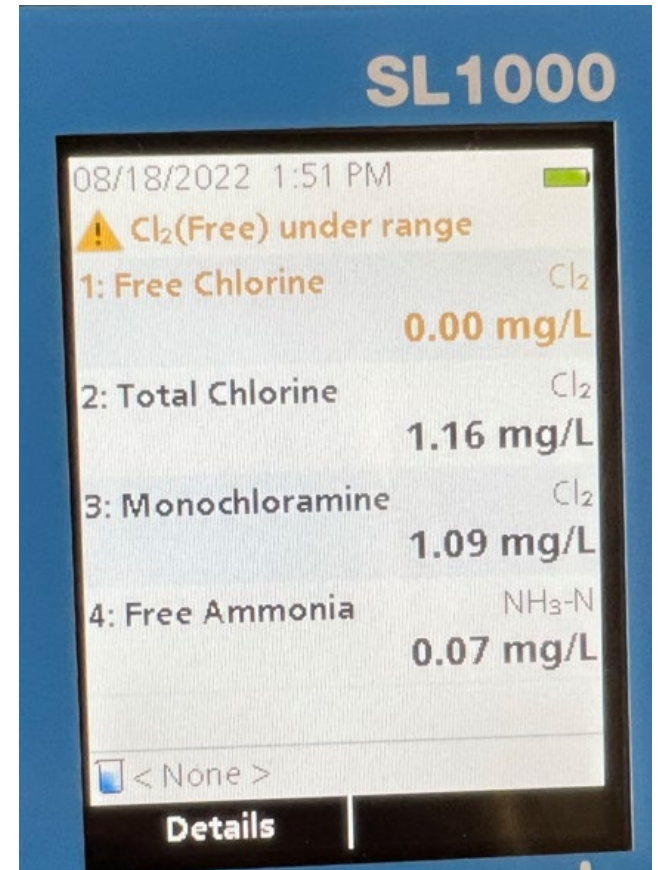 SL1000
08/18/2022 1:51 PM
Cl₂(Free) under range
1: Free Chlorine Cl₂
0.00 mg/L
2: Total Chlorine Cl₂
1.16 mg/L
3: Monochloramine Cl₂
1.09 mg/L
4: Free Ammonia NH₃-N
0.07 mg/L
< None >
Details